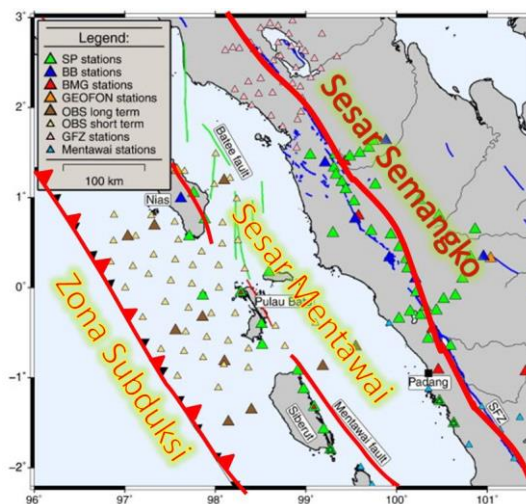 Legend:
SP stations
BB stations
BMG stations
GEOFON stations
OBS long term
OBS short term
GFZ stations
Mentawai stations
100 km
3˚
2˚
1˚
0˚
−1˚
−2˚
96˚
97˚
98˚
99˚
100˚
101˚
Batee fault
Nias
Sesar Semangko
Sesar Mentawai
Zona Subduksi
Pulau Batu
Padang
Siberut
Mentawai fault
SFZ